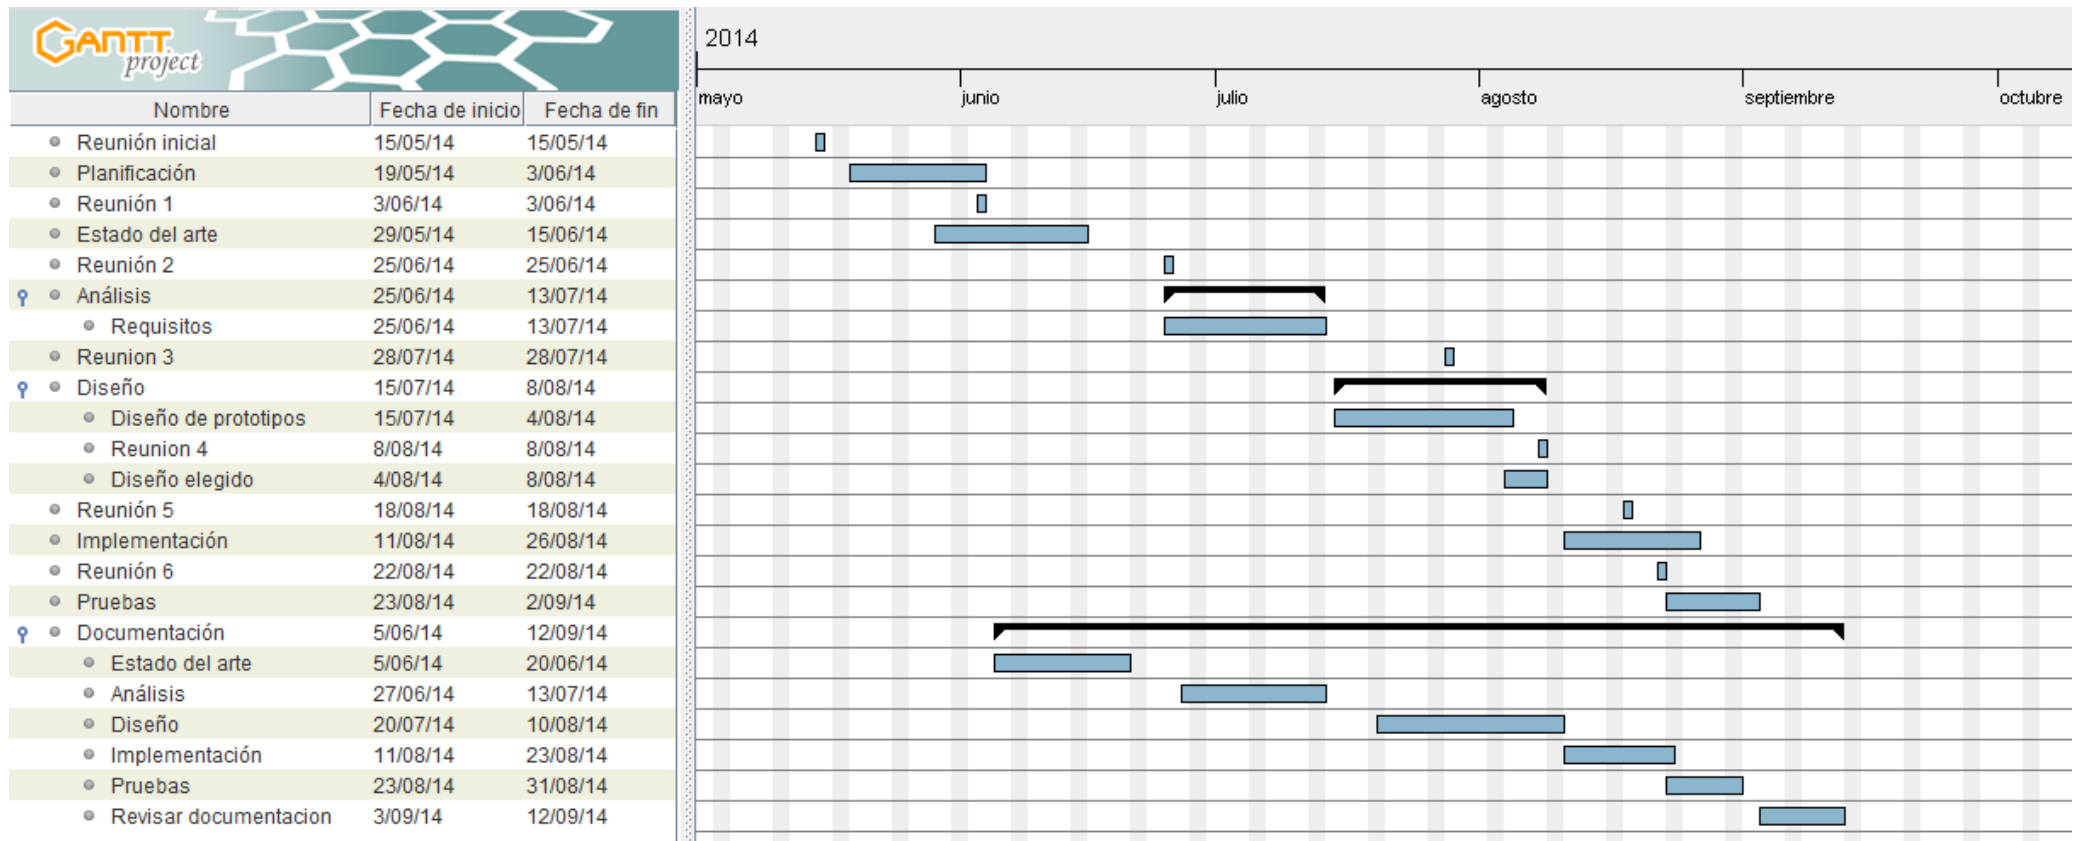 GANTT
project
2014
mayo junio julio agosto septiembre octubre
Nombre Fecha de inicio Fecha de fin
Reunión inicial 15/05/14 15/05/14
Planificación 19/05/14 3/06/14
Reunión 1 3/06/14 3/06/14
Estado del arte 29/05/14 15/06/14
Reunión 2 25/06/14 25/06/14
Análisis 25/06/14 13/07/14
Requisitos 25/06/14 13/07/14
Reunion 3 28/07/14 28/07/14
Diseño 15/07/14 8/08/14
Diseño de prototipos 15/07/14 4/08/14
Reunion 4 8/08/14 8/08/14
Diseño elegido 4/08/14 8/08/14
Reunión 5 18/08/14 18/08/14
Implementación 11/08/14 26/08/14
Reunión 6 22/08/14 22/08/14
Pruebas 23/08/14 2/09/14
Documentación 5/06/14 12/09/14
Estado del arte 5/06/14 20/06/14
Análisis 27/06/14 13/07/14
Diseño 20/07/14 10/08/14
Implementación 11/08/14 23/08/14
Pruebas 23/08/14 31/08/14
Revisar documentacion 3/09/14 12/09/14